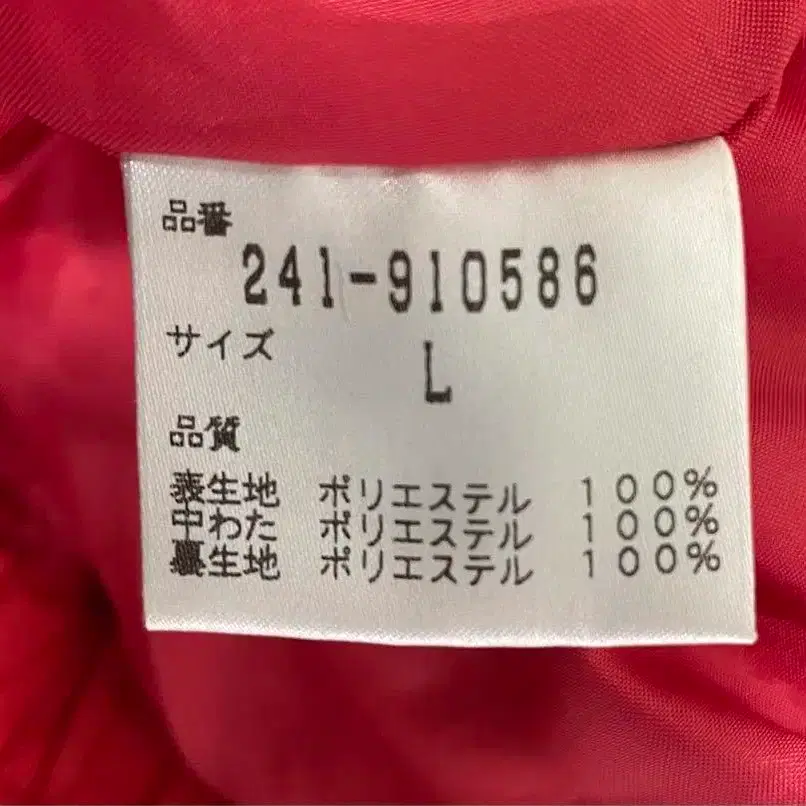 品番
241-910586
サイズ
L
品質
表生地 ポリエステル 100%
中わた ポリエステル 100%
裏生地 ポリエステル 100%